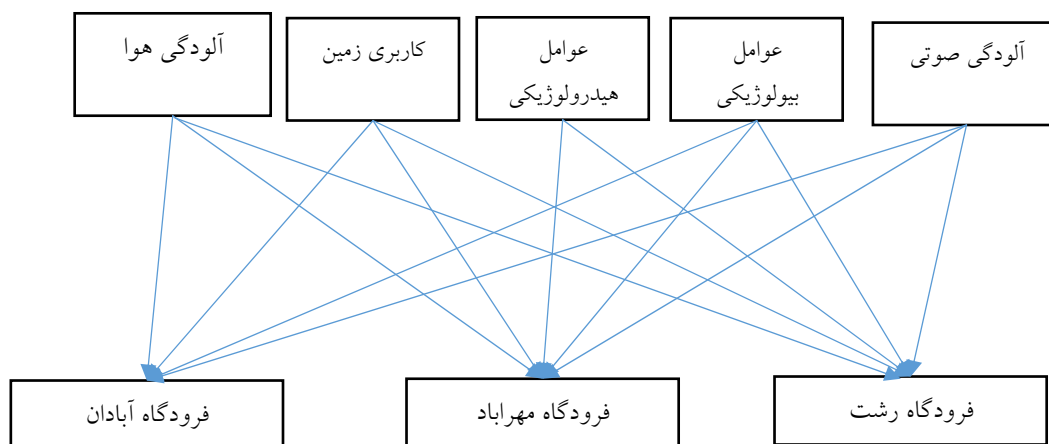 آلودگی صوتی
عوامل
بیولوژیکی
عوامل
هیدرولوژیکی
کاربری زمین
آلودگی هوا
فرودگاه رشت
فرودگاه مهراباد
فرودگاه آبادان